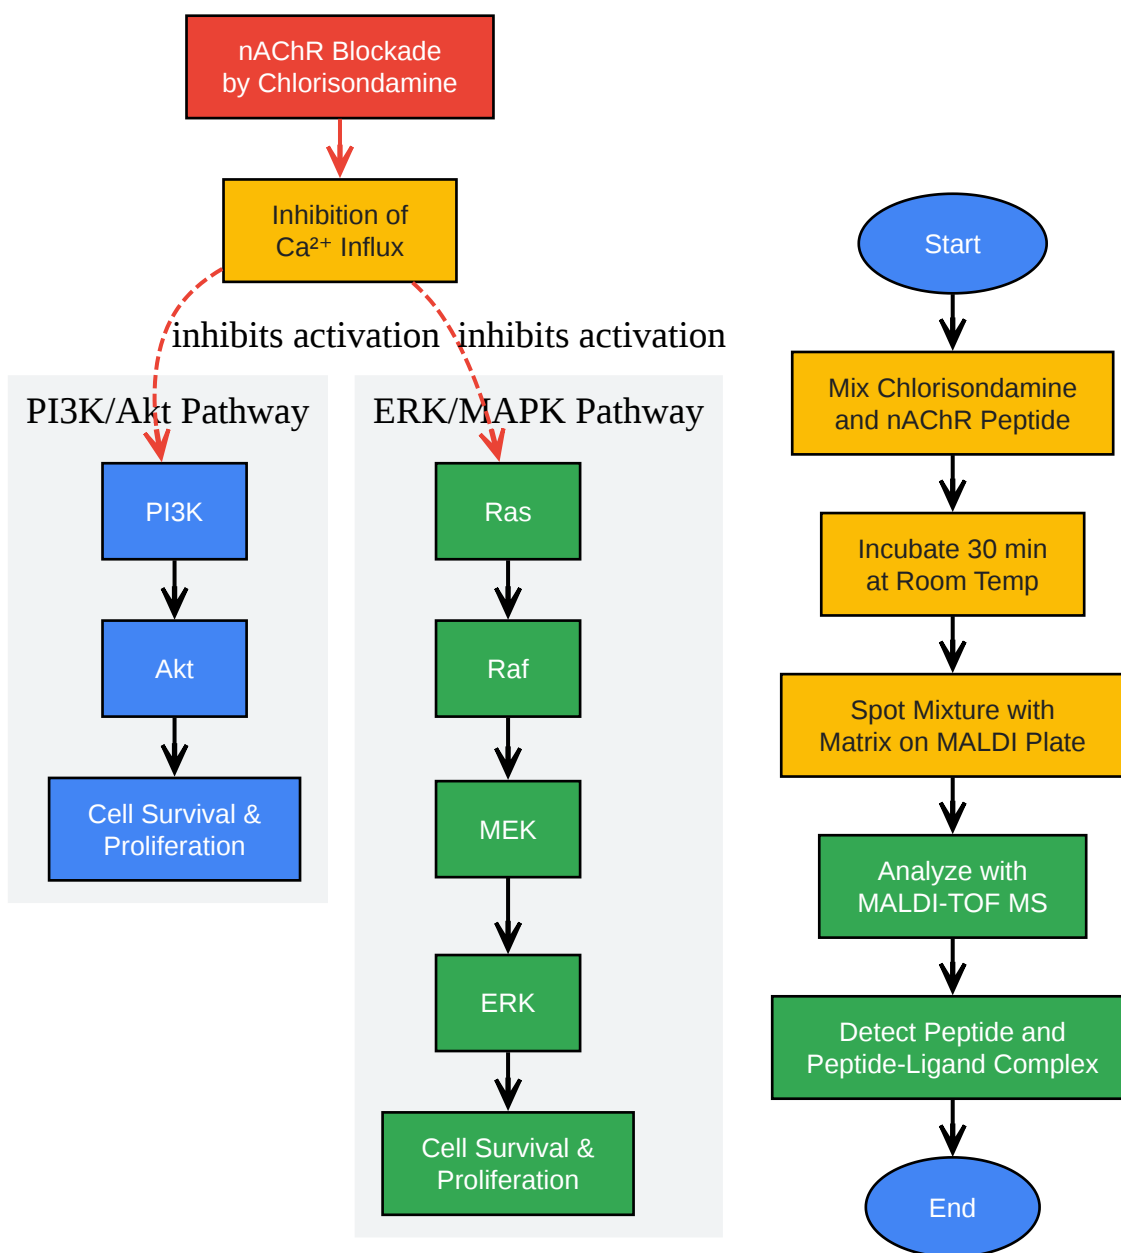 nAChR Blockade
by Chlorisondamine
Inhibition of
Ca²⁺ Influx
inhibits activation
inhibits activation
PI3K/Akt Pathway
PI3K
Akt
Cell Survival &
Proliferation
ERK/MAPK Pathway
Ras
Raf
MEK
ERK
Cell Survival &
Proliferation
Start
Mix Chlorisondamine
and nAChR Peptide
Incubate 30 min
at Room Temp
Spot Mixture with
Matrix on MALDI Plate
Analyze with
MALDI-TOF MS
Detect Peptide and
Peptide-Ligand Complex
End